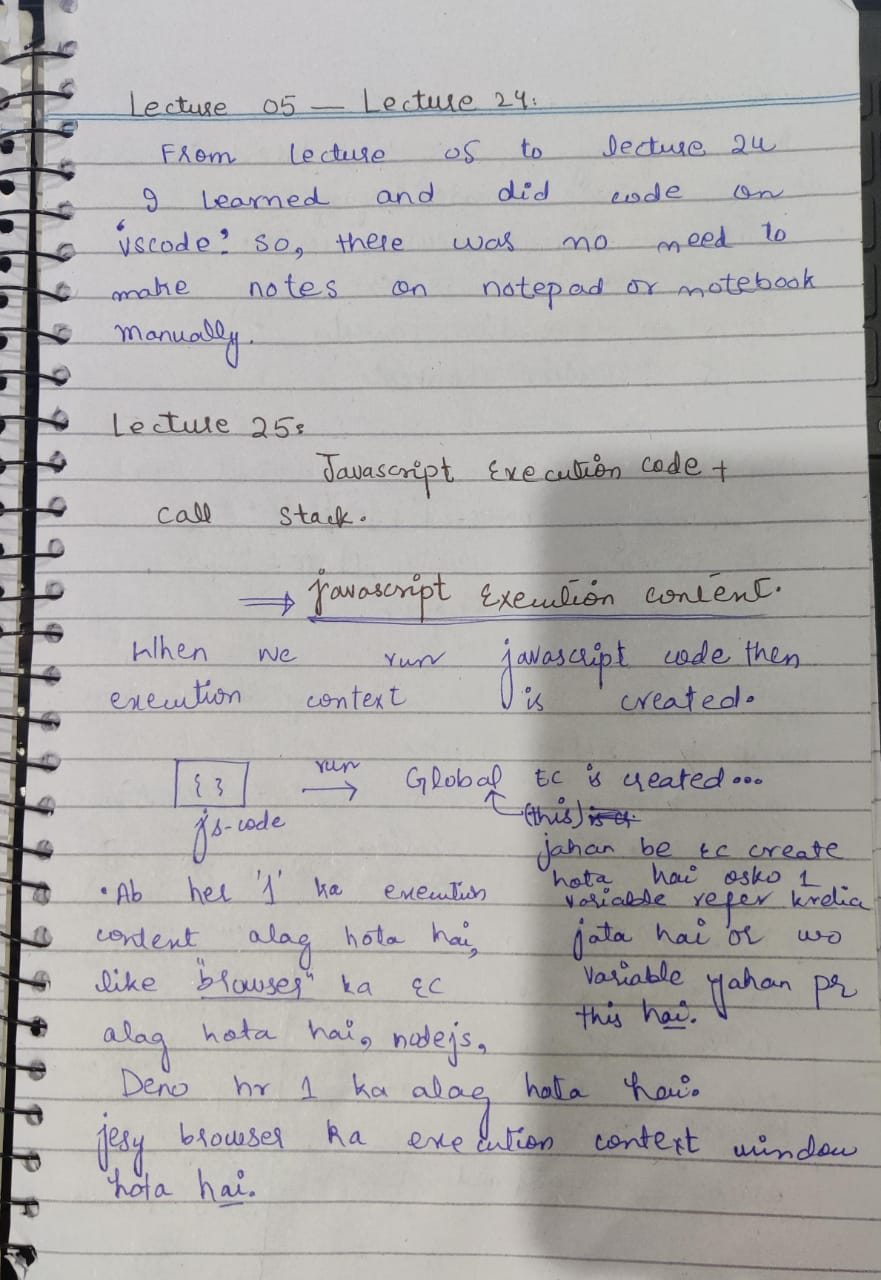 Lecture 05 — Lecture 24:
From lecture 05 to lecture 24
I learned and did code on
'vscode' so, there was no need to
make notes on notepad or notebook
manually.
Lecture 25:
Javascript Execution code +
call stack.
⇒ javascript Execution content.
When we run javascript code then
execution context is created.
{ } run → Global EC is created...
js-code
(this)
jahan be EC create
hota hai osko 1
variable refer krdia
jata hai or wo
variable yahan pr
this hai.
• Ab her '1' ka execution
content alag hota hai,
like "browser" ka EC
alag hota hai, nodejs,
Deno hr 1 ka alag hota hai.
jesy browser ka execution context window
hota hai.